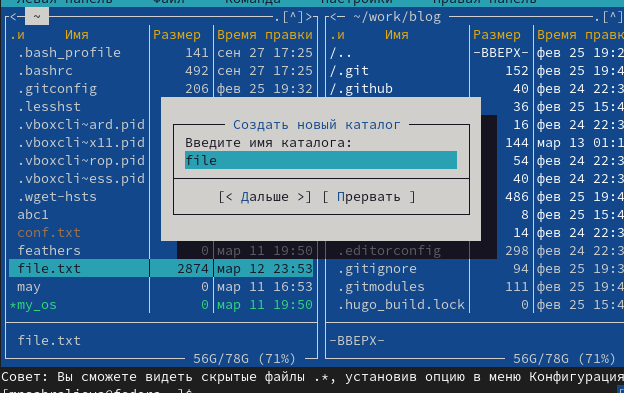 Левая панель Файл Команда Настройки Правая панель
<─ ~ .[^]> <─ ~/work/blog .[^]
.и Имя Размер Время правки .и Имя Размер Время правк
.bash_profile 141 сен 27 17:25 /.. -ВВЕРХ- фев 25 19:2
.bashrc 492 сен 27 17:25 /.git 152 фев 25 19:4
.gitconfig 206 фев 25 19:32 /.github 40 фев 24 22:3
.lesshst 36 фев 25 15:4
.vboxcli~ard.pid 16 фев 24 22:3
.vboxcli~x11.pid 144 мар 13 01:1
.vboxcli~rop.pid 54 фев 24 22:3
.vboxcli~ess.pid 40 фев 24 22:3
.wget-hsts 486 фев 25 19:4
abc1 8 фев 25 15:4
conf.txt 14 фев 24 22:3
feathers 0 мар 11 19:50 .editorconfig 298 фев 24 22:3
file.txt 2874 мар 12 23:53 .gitignore 94 фев 25 19:3
may 0 мар 11 16:53 .gitmodules 111 фев 25 19:4
*my_os 0 мар 11 19:50 .hugo_build.lock 0 фев 25 15:4
file.txt -ВВЕРХ-
56G/78G (71%) 56G/78G (71%)
Создать новый каталог
Введите имя каталога:
file
[< Дальше >] [ Прервать ]
Совет: Вы сможете видеть скрытые файлы .*, установив опцию в меню Конфигурация